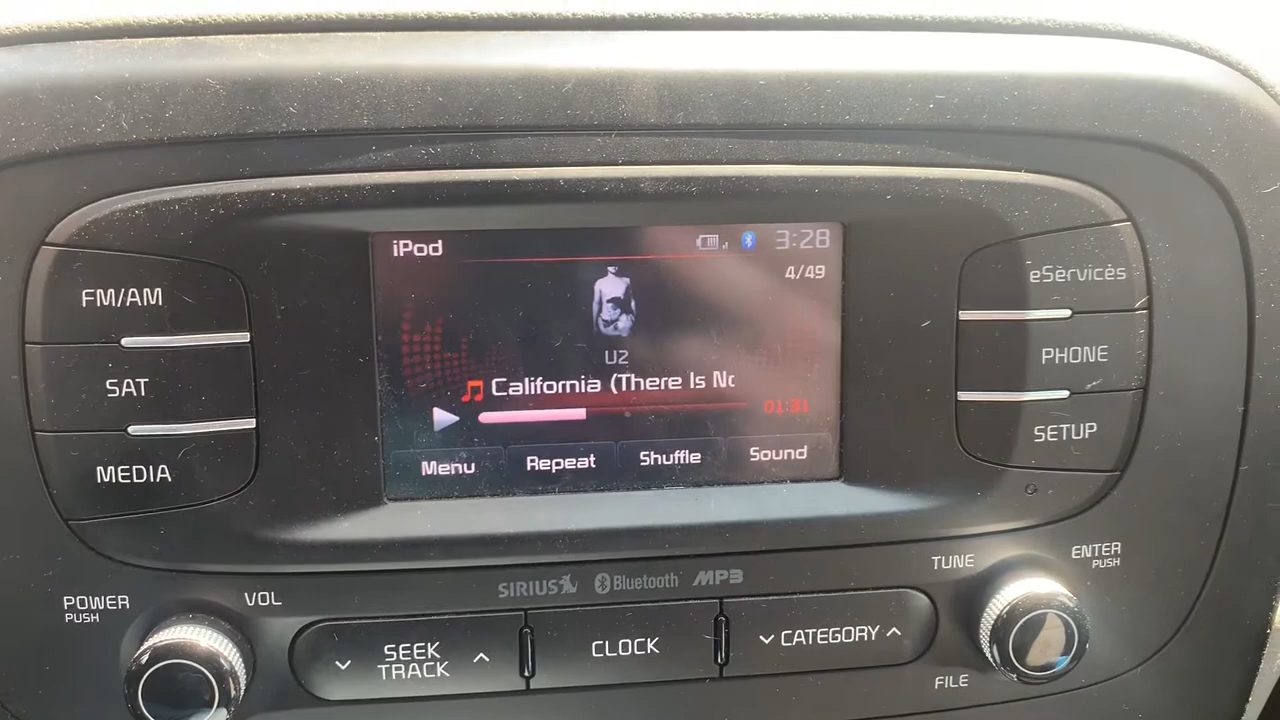 iPod
3:28
4/49
U2
California (There Is No
01:31
Menu
Repeat
Shuffle
Sound
FM/AM
SAT
MEDIA
eServices
PHONE
SETUP
POWER
PUSH
VOL
SIRIUS
Bluetooth
MP3
SEEK
TRACK
CLOCK
CATEGORY
TUNE
FILE
ENTER
PUSH